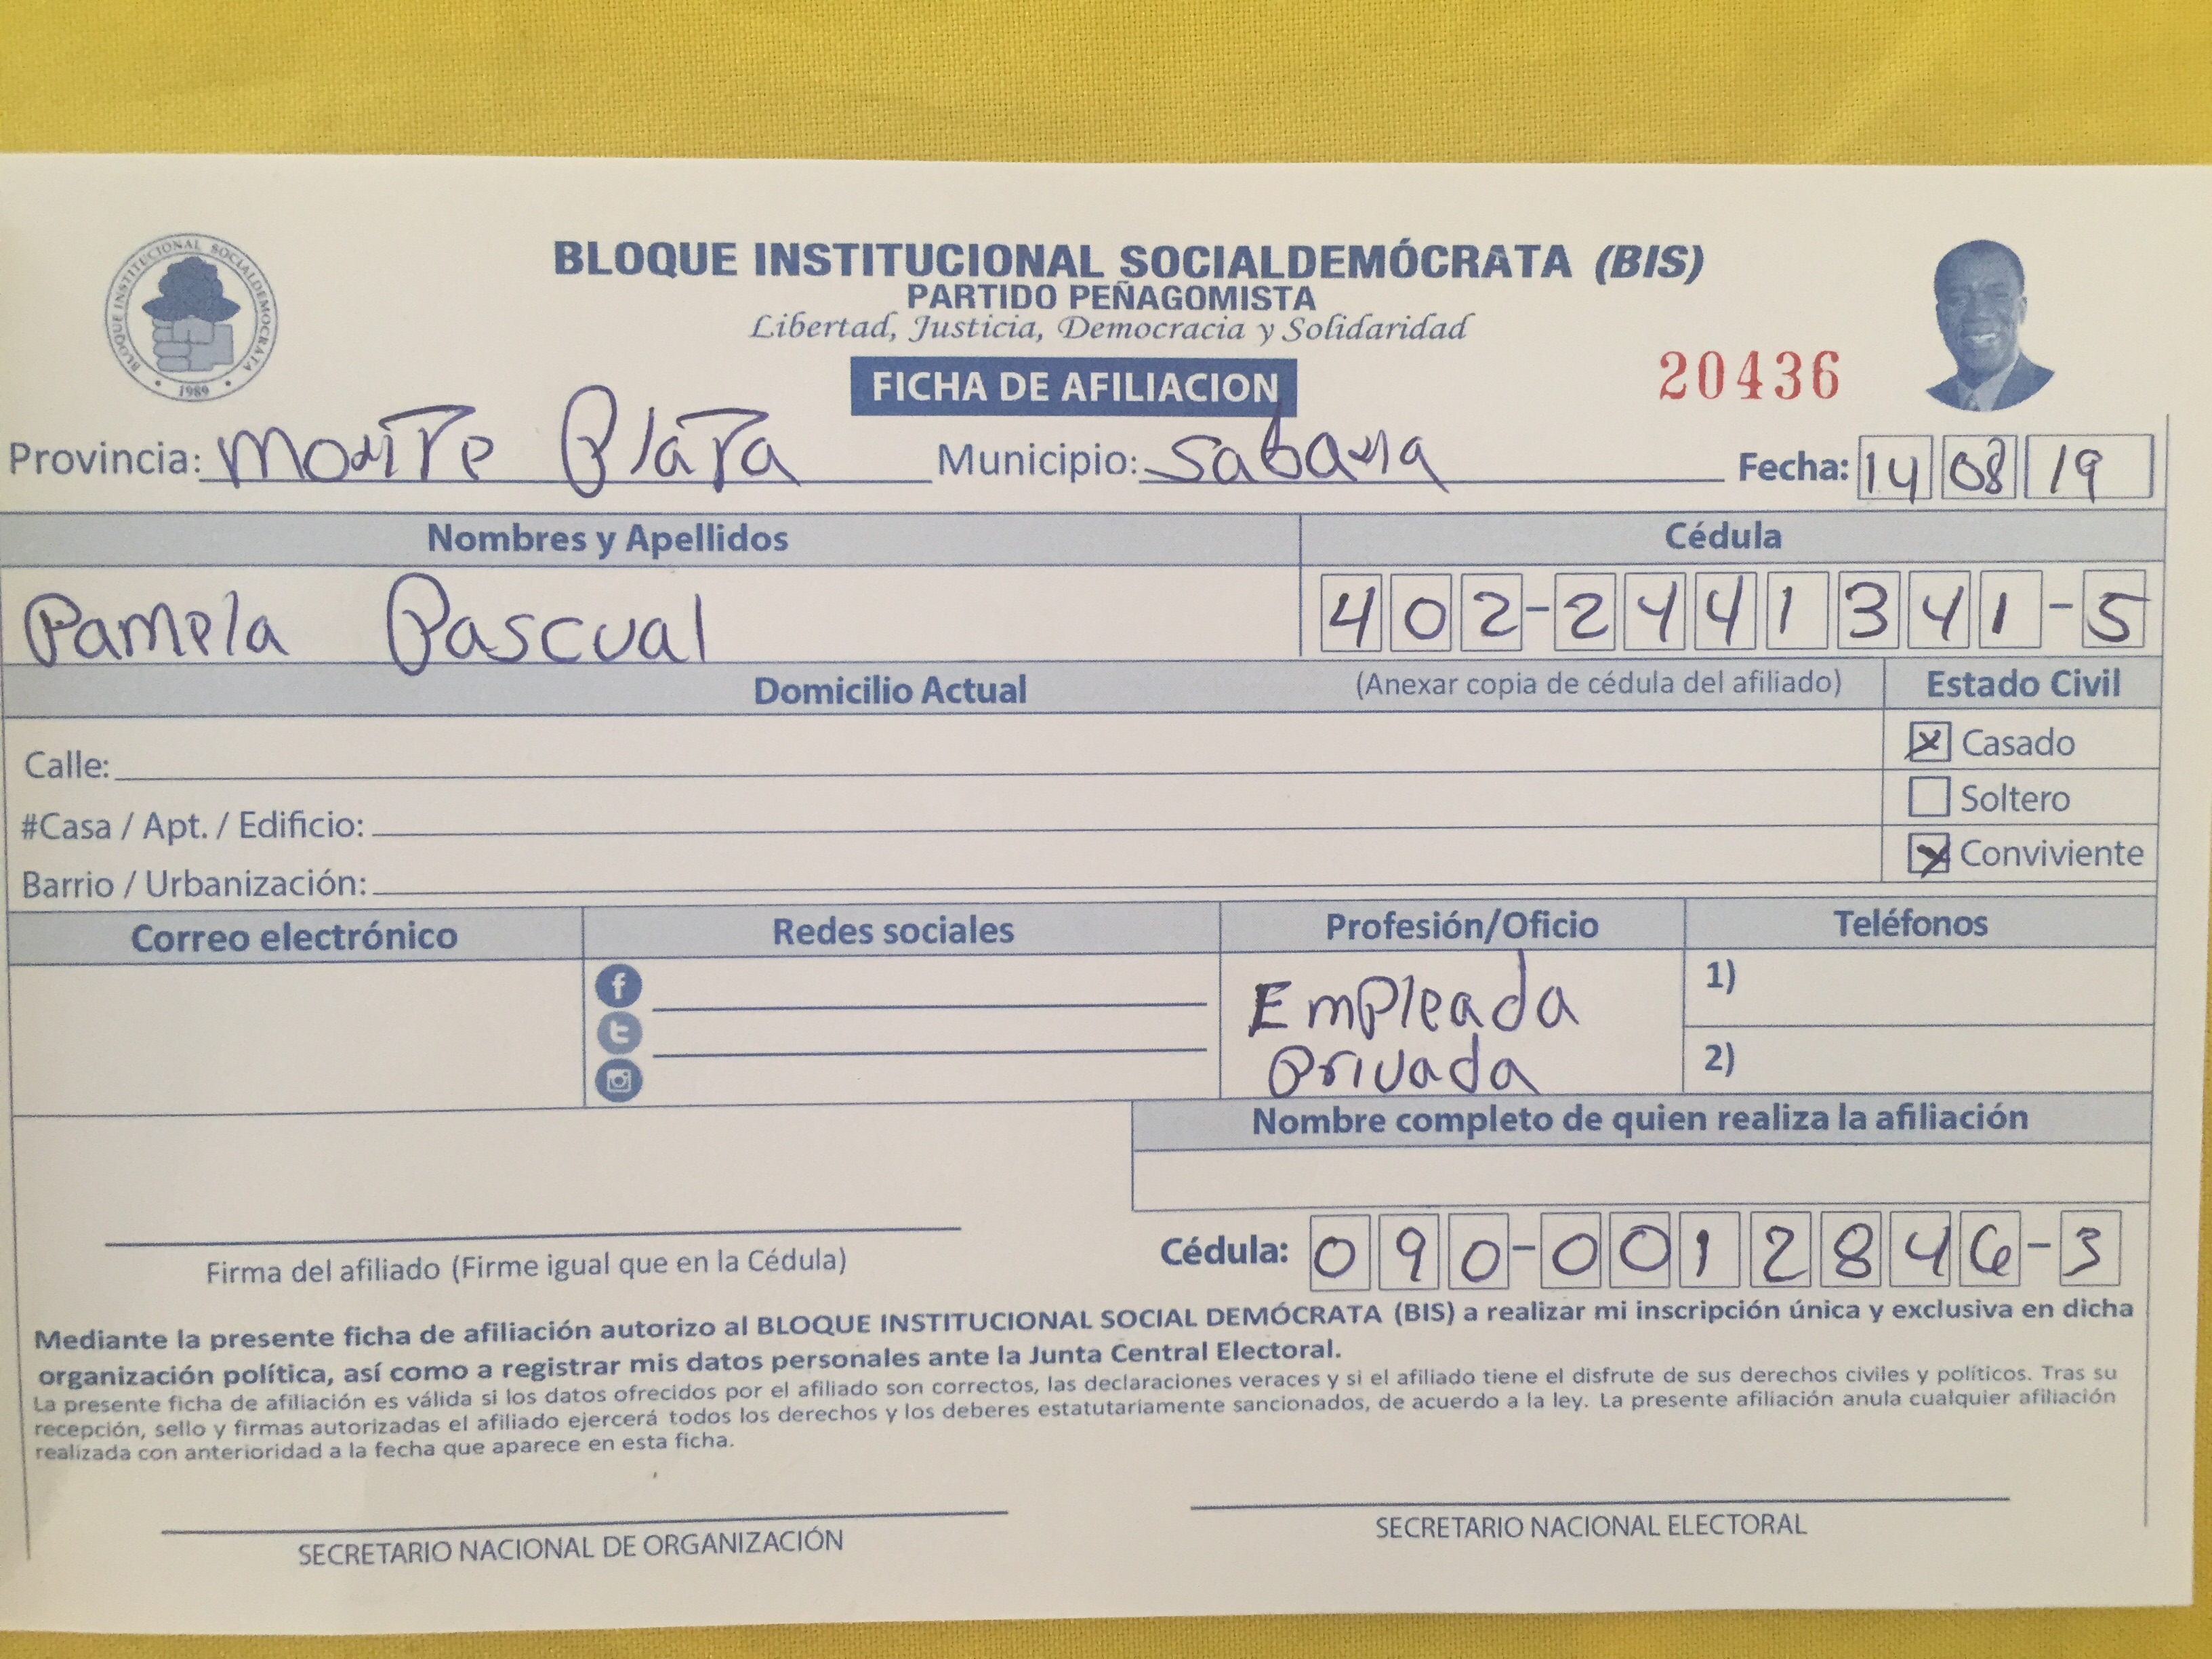 BLOQUE INSTITUCIONAL SOCIALDEMÓCRATA
1989
BLOQUE INSTITUCIONAL SOCIALDEMÓCRATA (BIS)
PARTIDO PEÑAGOMISTA
Libertad, Justicia, Democracia y Solidaridad
FICHA DE AFILIACION
20436
Provincia: Monte Plata Municipio: Sabana Fecha: 14 08 19
Nombres y Apellidos Cédula
Pamela Pascual 402-2441341-5
Domicilio Actual (Anexar copia de cédula del afiliado) Estado Civil
Calle: x Casado
Soltero
#Casa / Apt. / Edificio:
Barrio / Urbanización: x Conviviente
Correo electrónico Redes sociales Profesión/Oficio Teléfonos
f Empleada 1)
t
Privada 2)
Nombre completo de quien realiza la afiliación
Firma del afiliado (Firme igual que en la Cédula) Cédula: 090-0012846-3
Mediante la presente ficha de afiliación autorizo al BLOQUE INSTITUCIONAL SOCIAL DEMÓCRATA (BIS) a realizar mi inscripción única y exclusiva en dicha
organización política, así como a registrar mis datos personales ante la Junta Central Electoral.
La presente ficha de afiliación es válida si los datos ofrecidos por el afiliado son correctos, las declaraciones veraces y si el afiliado tiene el disfrute de sus derechos civiles y políticos. Tras su
recepción, sello y firmas autorizadas el afiliado ejercerá todos los derechos y los deberes estatutariamente sancionados, de acuerdo a la ley. La presente afiliación anula cualquier afiliación
realizada con anterioridad a la fecha que aparece en esta ficha.
SECRETARIO NACIONAL DE ORGANIZACIÓN SECRETARIO NACIONAL ELECTORAL